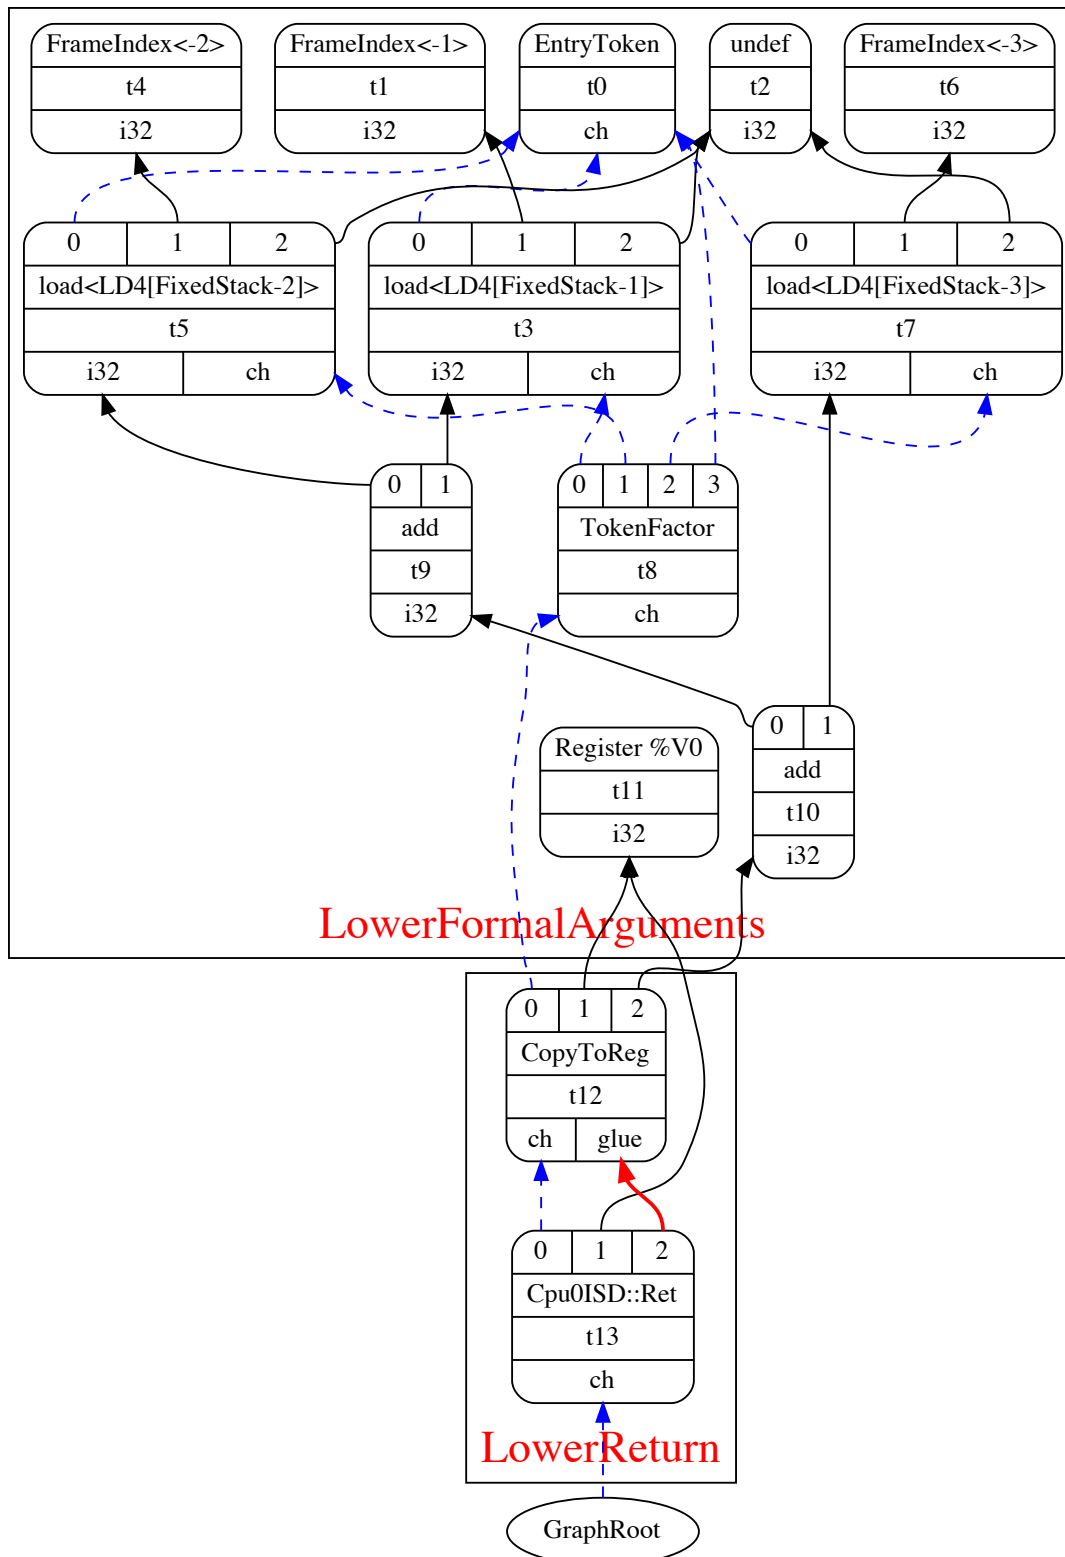 FrameIndex<-2>
t4
i32
FrameIndex<-1>
t1
i32
EntryToken
t0
ch
undef
t2
i32
FrameIndex<-3>
t6
i32
0 1 2
load<LD4[FixedStack-2]>
t5
i32 ch
0 1 2
load<LD4[FixedStack-1]>
t3
i32 ch
0 1 2
load<LD4[FixedStack-3]>
t7
i32 ch
0 1
add
t9
i32
0 1 2 3
TokenFactor
t8
ch
Register %V0
t11
i32
0 1
add
t10
i32
LowerFormalArguments
0 1 2
CopyToReg
t12
ch glue
0 1 2
Cpu0ISD::Ret
t13
ch
LowerReturn
GraphRoot